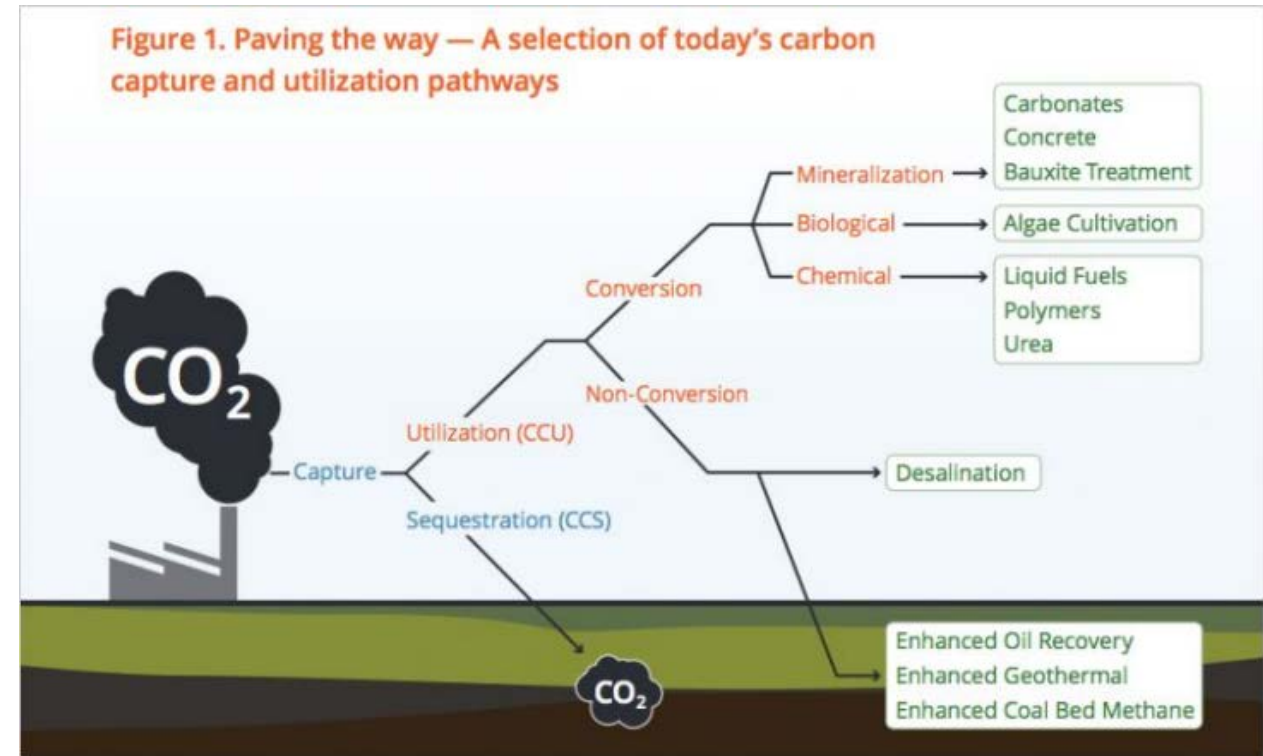 Figure 1. Paving the way — A selection of today's carbon
capture and utilization pathways
Carbonates
Concrete
Mineralization
Bauxite Treatment
Biological
Algae Cultivation
Chemical
Liquid Fuels
Polymers
Urea
Conversion
CO₂
Non-Conversion
Utilization (CCU)
Capture
Desalination
Sequestration (CCS)
Enhanced Oil Recovery
Enhanced Geothermal
Enhanced Coal Bed Methane
CO₂